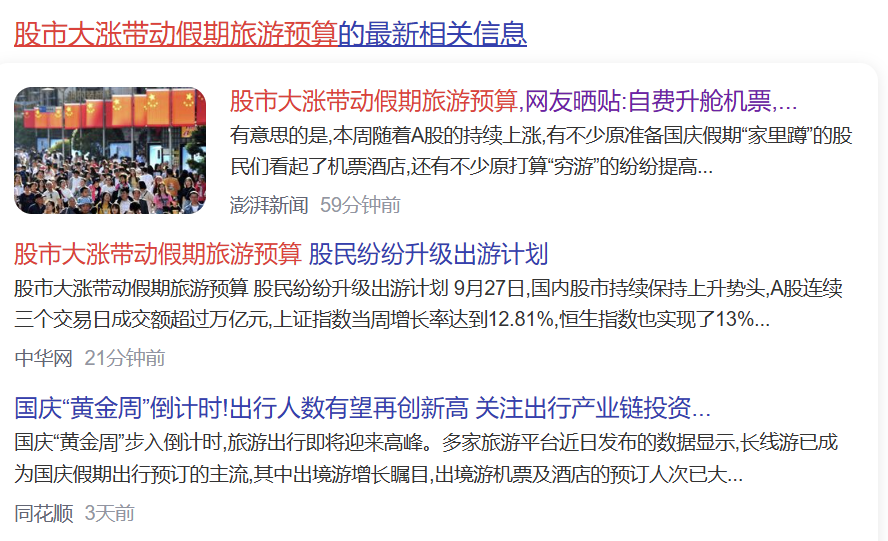 股市大涨带动假期旅游预算的最新相关信息
股市大涨带动假期旅游预算,网友晒贴:自费升舱机票,...
有意思的是,本周随着A股的持续上涨,有不少原准备国庆假期“家里蹲”的股
民们看起了机票酒店,还有不少原打算“穷游”的纷纷提高...
澎湃新闻 59分钟前
股市大涨带动假期旅游预算 股民纷纷升级出游计划
股市大涨带动假期旅游预算 股民纷纷升级出游计划 9月27日,国内股市持续保持上升势头,A股连续
三个交易日成交额超过万亿元,上证指数当周增长率达到12.81%,恒生指数也实现了13%...
中华网 21分钟前
国庆“黄金周”倒计时!出行人数有望再创新高 关注出行产业链投资...
国庆“黄金周”步入倒计时,旅游出行即将迎来高峰。多家旅游平台近日发布的数据显示,长线游已成
为国庆假期出行预订的主流,其中出境游增长瞩目,出境游机票及酒店的预订人次已大...
同花顺 3天前